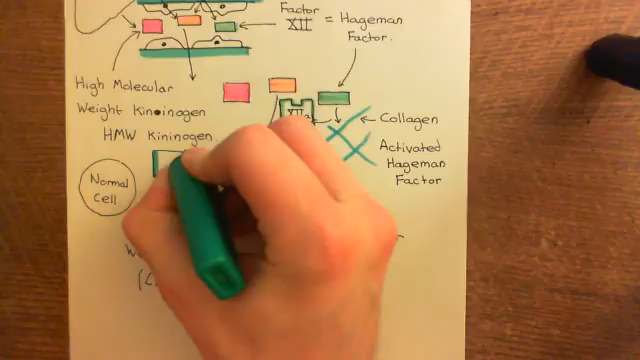 Factor
XII = Hageman
Factor.
High Molecular
Weight Kininogen
HMW Kininogen
XII
Collagen
Activated
Hageman
Factor
Normal
Cell